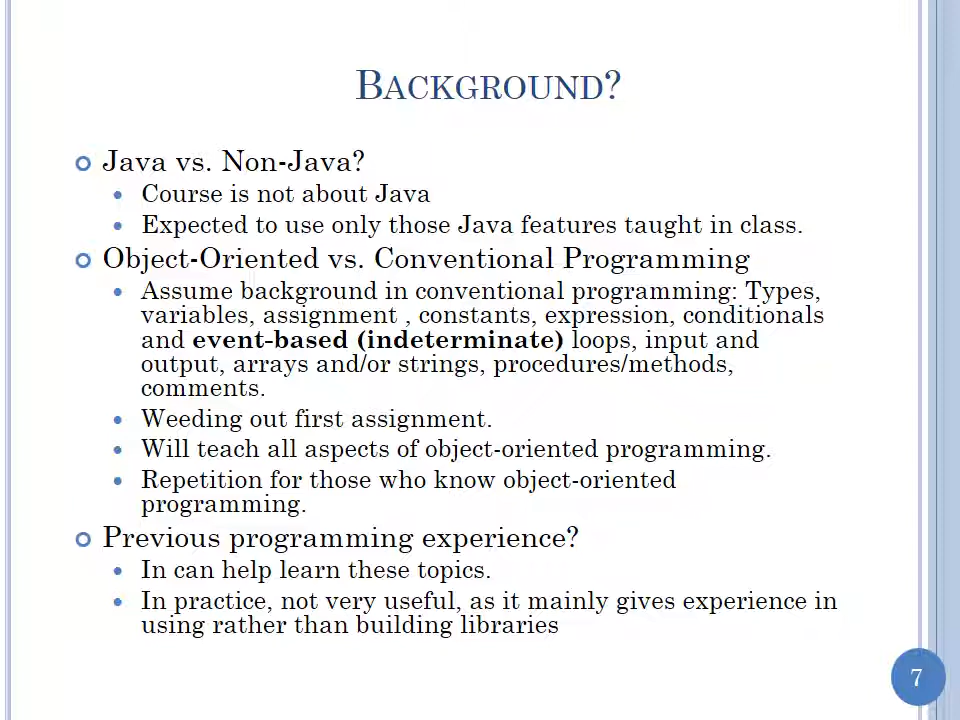 BACKGROUND?
Java vs. Non-Java?
Course is not about Java
Expected to use only those Java features taught in class.
Object-Oriented vs. Conventional Programming
Assume background in conventional programming: Types,
variables, assignment , constants, expression, conditionals
and event-based (indeterminate) loops, input and
output, arrays and/or strings, procedures/methods,
comments.
Weeding out first assignment.
Will teach all aspects of object-oriented programming.
Repetition for those who know object-oriented
programming.
Previous programming experience?
In can help learn these topics.
In practice, not very useful, as it mainly gives experience in
using rather than building libraries
7